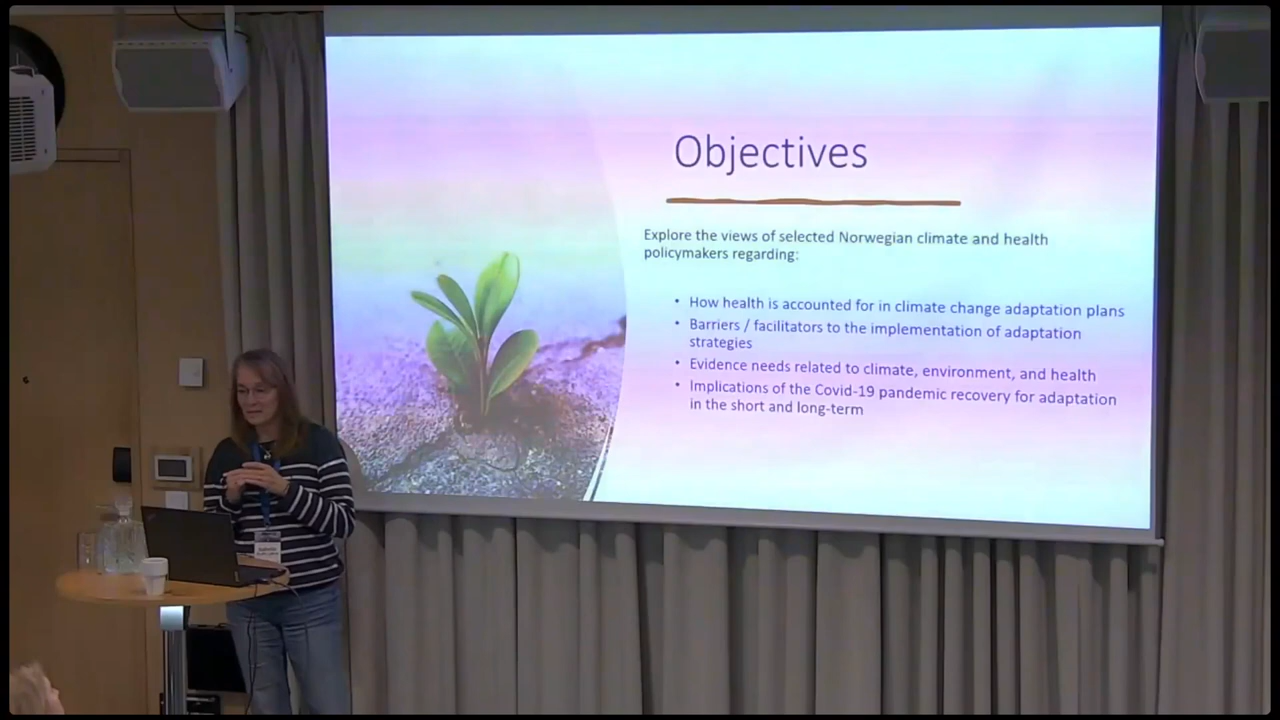 Objectives
Explore the views of selected Norwegian climate and health
policymakers regarding:
• How health is accounted for in climate change adaptation plans
• Barriers / facilitators to the implementation of adaptation
strategies
• Evidence needs related to climate, environment, and health
• Implications of the Covid-19 pandemic recovery for adaptation
in the short and long-term